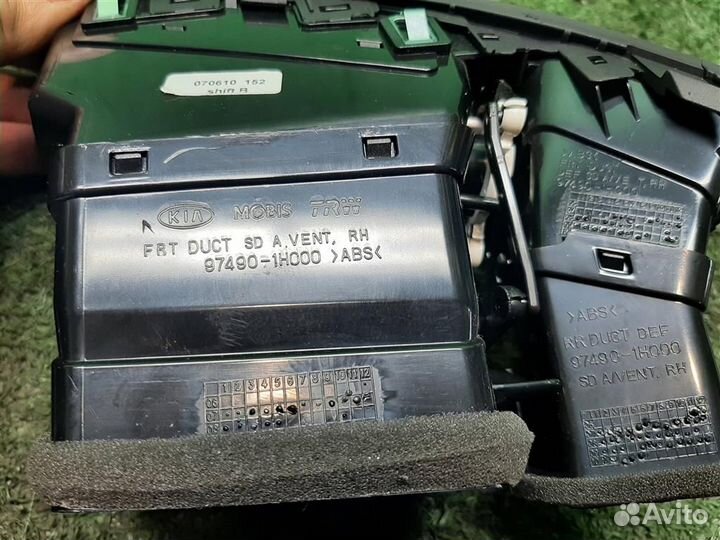 070610 152
shift B
KIA MOBIS TRW
FRT DUCT SD A,VENT, RH
97490-1H000 >ABS<
1 2 3 4 5 6 7 8 9 10 11 12
>ABS<
RR DUCT DEF
97490-1H000
SD A/VENT, RH
Avito